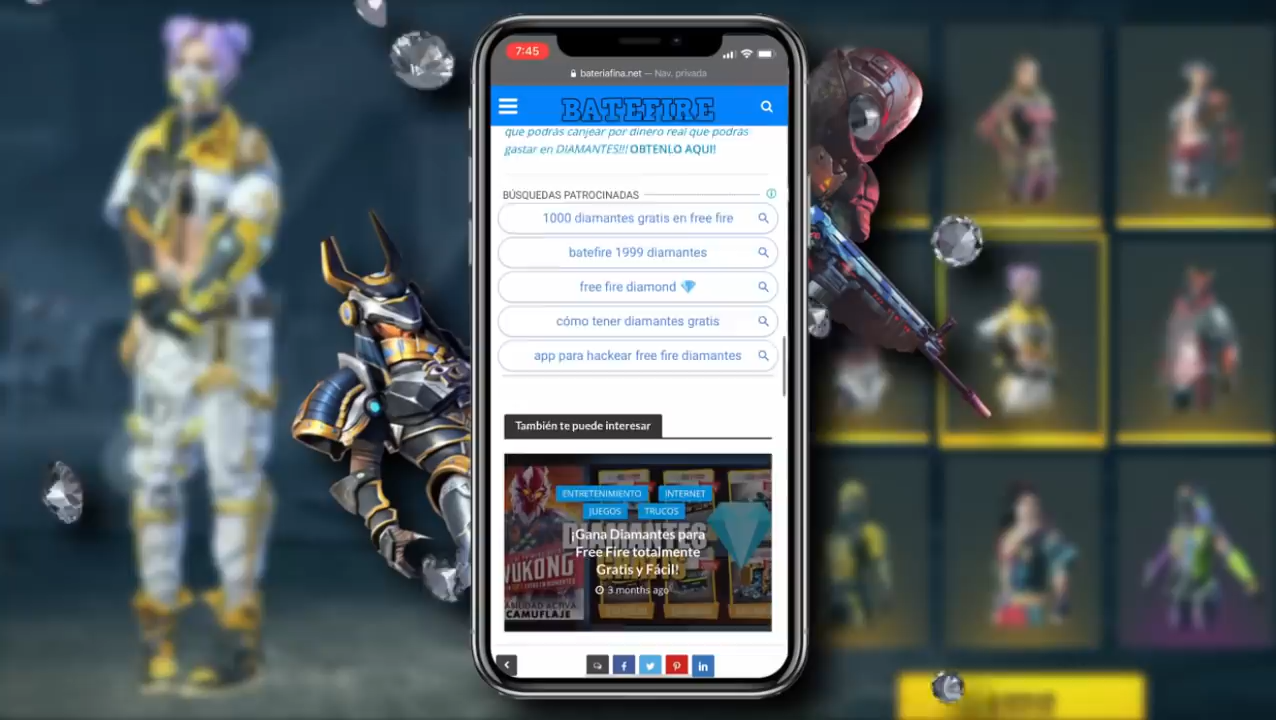 7:45
bateriafina.net — Nav. privada
BATEFIRE
que podrás canjear por dinero real que podrás
gastar en DIAMANTES!!! OBTENLO AQUI!
BÚSQUEDAS PATROCINADAS
1000 diamantes gratis en free fire
batefire 1999 diamantes
free fire diamond 💎
cómo tener diamantes gratis
app para hackear free fire diamantes
También te puede interesar
ENTRETENIMIENTO INTERNET
JUEGOS TRUCOS
DIAMANTES
¡Gana Diamantes para
Free Fire totalmente
Gratis y Fácil!
WUKONG
3 months ago
CAMUFLAJE